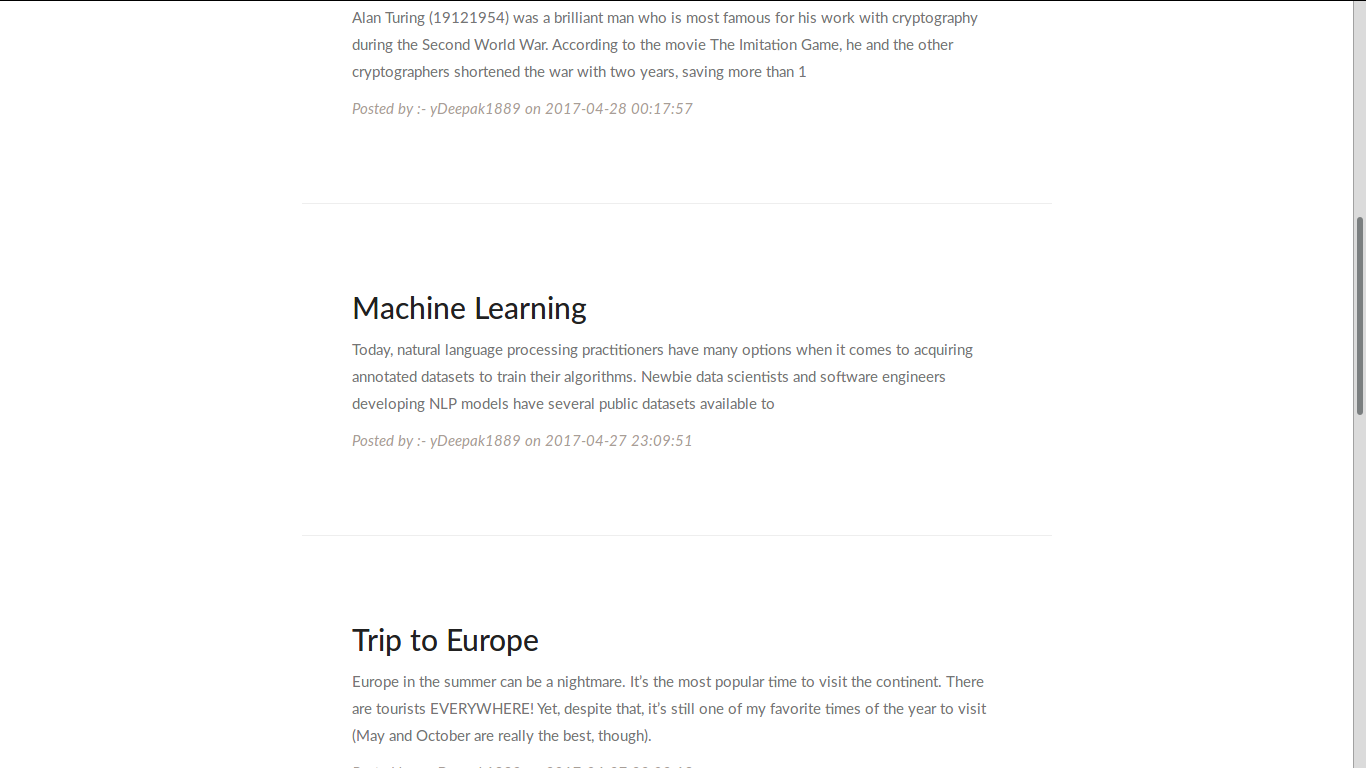 Alan Turing (19121954) was a brilliant man who is most famous for his work with cryptography
during the Second World War. According to the movie The Imitation Game, he and the other
cryptographers shortened the war with two years, saving more than 1
Posted by :- yDeepak1889 on 2017-04-28 00:17:57
Machine Learning
Today, natural language processing practitioners have many options when it comes to acquiring
annotated datasets to train their algorithms. Newbie data scientists and software engineers
developing NLP models have several public datasets available to
Posted by :- yDeepak1889 on 2017-04-27 23:09:51
Trip to Europe
Europe in the summer can be a nightmare. It's the most popular time to visit the continent. There
are tourists EVERYWHERE! Yet, despite that, it's still one of my favorite times of the year to visit
(May and October are really the best, though).